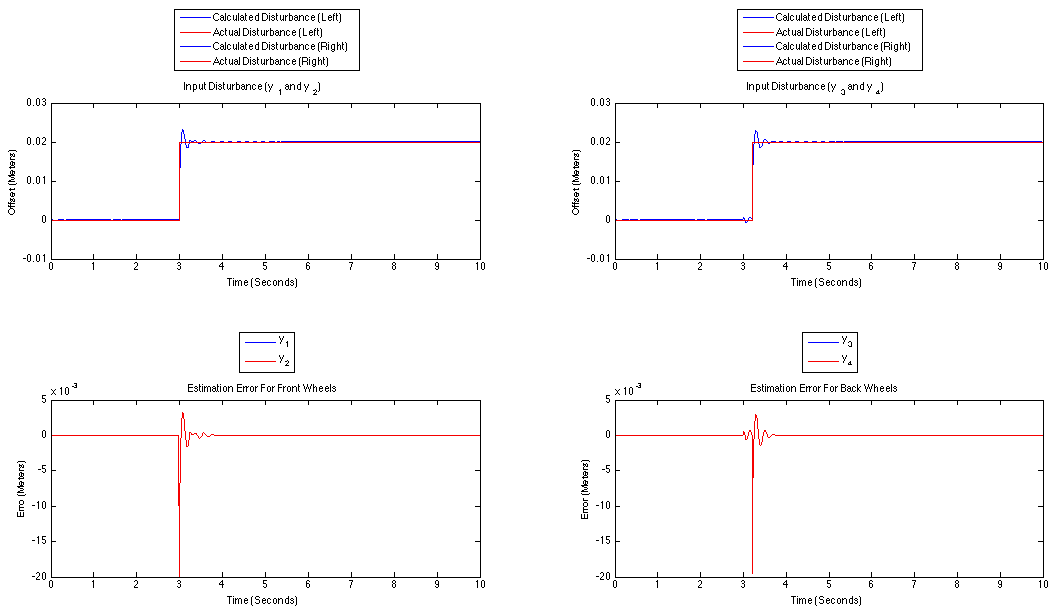 Calculated Disturbance (Left)
Actual Disturbance (Left)
Calculated Disturbance (Right)
Actual Disturbance (Right)
Input Disturbance (y 1 and y 2)
0.03
0.02
0.01
0
-0.01
Offset (Meters)
0 1 2 3 4 5 6 7 8 9 10
Time (Seconds)
Calculated Disturbance (Left)
Actual Disturbance (Left)
Calculated Disturbance (Right)
Actual Disturbance (Right)
Input Disturbance (y 3 and y 4)
0.03
0.02
0.01
0
-0.01
Offset (Meters)
0 1 2 3 4 5 6 7 8 9 10
Time (Seconds)
y1
y2
Estimation Error For Front Wheels
x 10-3
5
0
-5
-10
-15
-20
Erro (Meters)
0 1 2 3 4 5 6 7 8 9 10
Time (Seconds)
y3
y4
Estimation Error For Back Wheels
x 10-3
5
0
-5
-10
-15
-20
Error (Meters)
0 1 2 3 4 5 6 7 8 9 10
Time (Seconds)